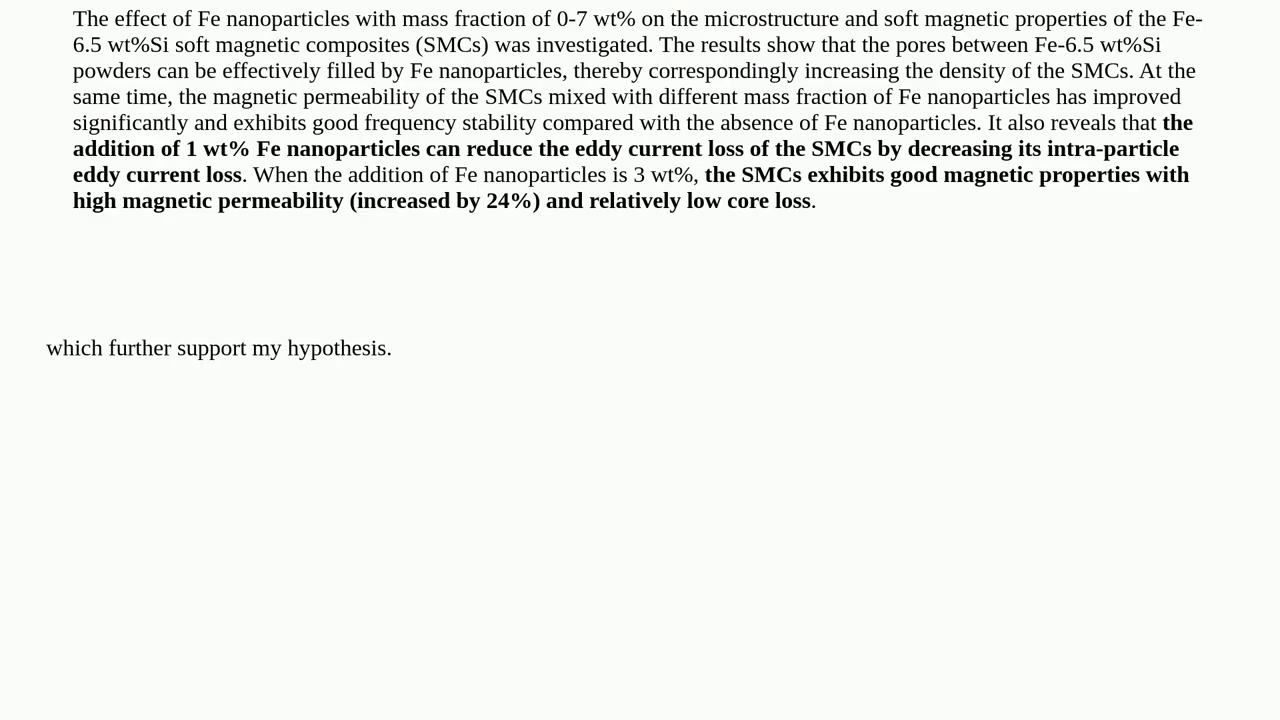 The effect of Fe nanoparticles with mass fraction of 0-7 wt% on the microstructure and soft magnetic properties of the Fe-
6.5 wt%Si soft magnetic composites (SMCs) was investigated. The results show that the pores between Fe-6.5 wt%Si
powders can be effectively filled by Fe nanoparticles, thereby correspondingly increasing the density of the SMCs. At the
same time, the magnetic permeability of the SMCs mixed with different mass fraction of Fe nanoparticles has improved
significantly and exhibits good frequency stability compared with the absence of Fe nanoparticles. It also reveals that the
addition of 1 wt% Fe nanoparticles can reduce the eddy current loss of the SMCs by decreasing its intra-particle
eddy current loss. When the addition of Fe nanoparticles is 3 wt%, the SMCs exhibits good magnetic properties with
high magnetic permeability (increased by 24%) and relatively low core loss.
which further support my hypothesis.